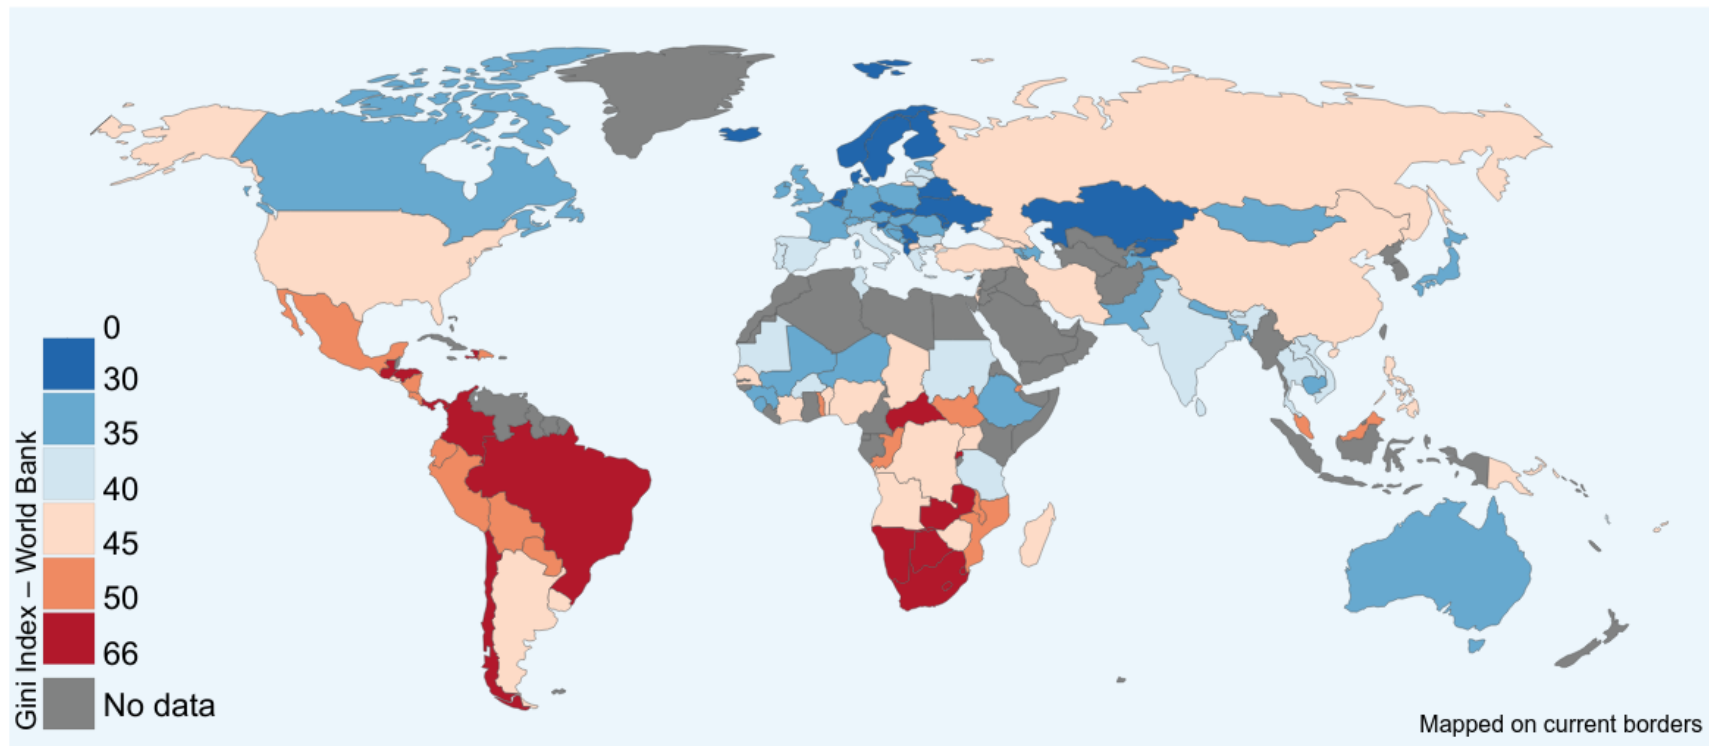 Gini Index – World Bank
0
30
35
40
45
50
66
No data
Mapped on current borders